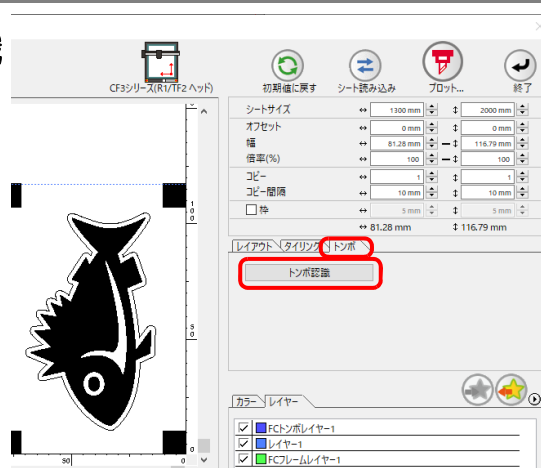 CF3シリーズ(R1/TF2 ヘッド)
初期値に戻す シート読み込み プロット... 終了
シートサイズ ↔ 1300 mm ↕ 2000 mm
オフセット ↔ 0 mm ↕ 0 mm
幅 ↔ 81.28 mm ↕ 116.79 mm
倍率(%) ↔ 100 ↕ 100
コピー ↔ 1 ↕ 1
コピー間隔 ↔ 10 mm ↕ 10 mm
枠 ↔ 5 mm ↕ 5 mm
↔ 81.28 mm ↕ 116.79 mm
レイアウト タイリング トンボ
トンボ認識
カラー レイヤー
FCトンボレイヤー1
レイヤー1
FCフレームレイヤー1
100
50
0
50 0